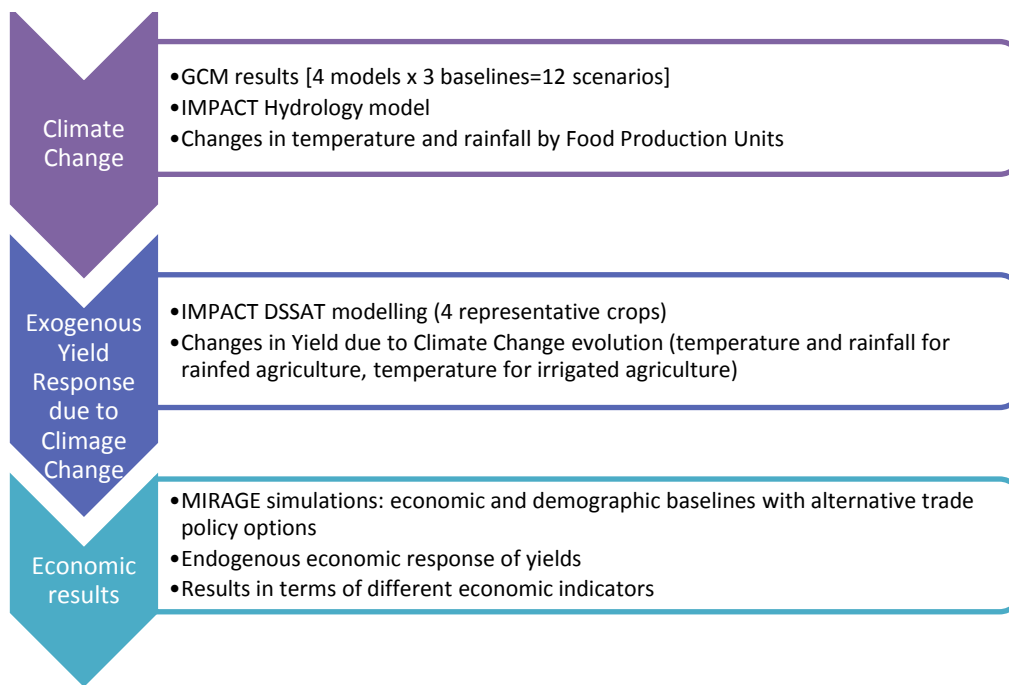 Climate
Change
•GCM results [4 models x 3 baselines=12 scenarios]
•IMPACT Hydrology model
•Changes in temperature and rainfall by Food Production Units
Exogenous
Yield
Response
due to
Climage
Change
•IMPACT DSSAT modelling (4 representative crops)
•Changes in Yield due to Climate Change evolution (temperature and rainfall for
rainfed agriculture, temperature for irrigated agriculture)
Economic
results
•MIRAGE simulations: economic and demographic baselines with alternative trade
policy options
•Endogenous economic response of yields
•Results in terms of different economic indicators